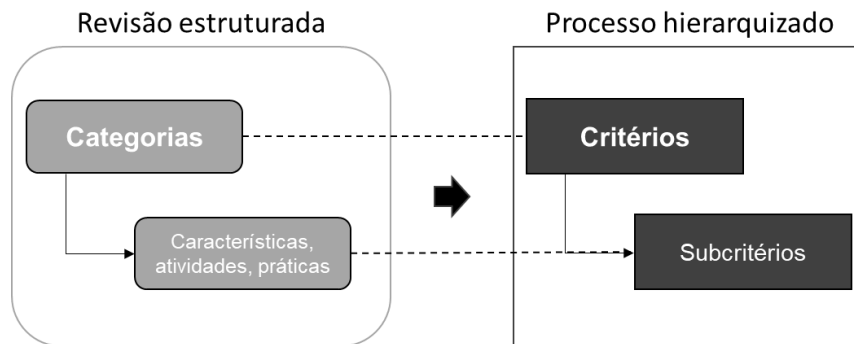 Revisão estruturada
Processo hierarquizado
Categorias
Critérios
Características,
atividades, práticas
Subcritérios